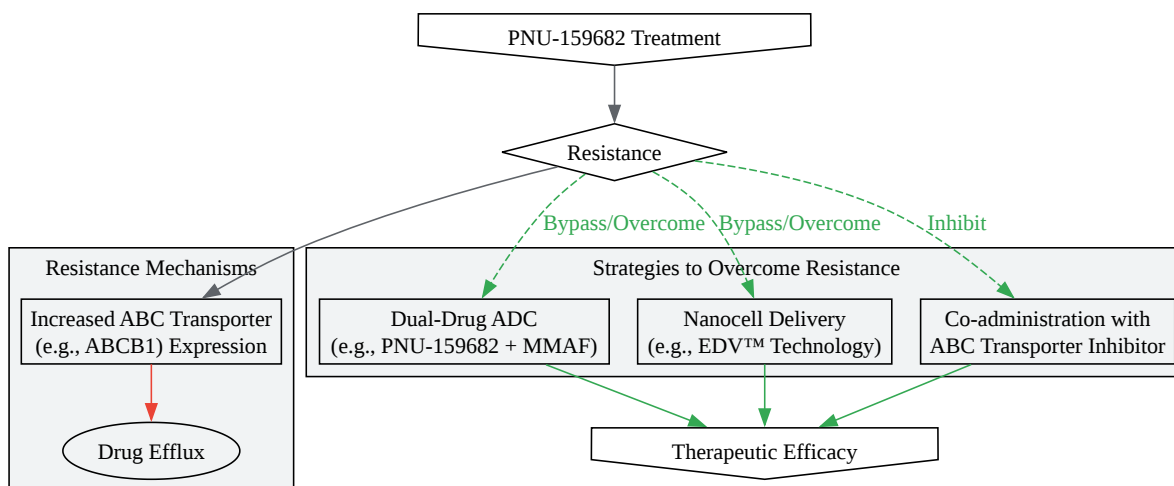 PNU-159682 Treatment
Resistance
Bypass/Overcome
Bypass/Overcome
Inhibit
Resistance Mechanisms
Strategies to Overcome Resistance
Increased ABC Transporter
(e.g., ABCB1) Expression
Dual-Drug ADC
(e.g., PNU-159682 + MMAF)
Nanocell Delivery
(e.g., EDV™ Technology)
Co-administration with
ABC Transporter Inhibitor
Drug Efflux
Therapeutic Efficacy